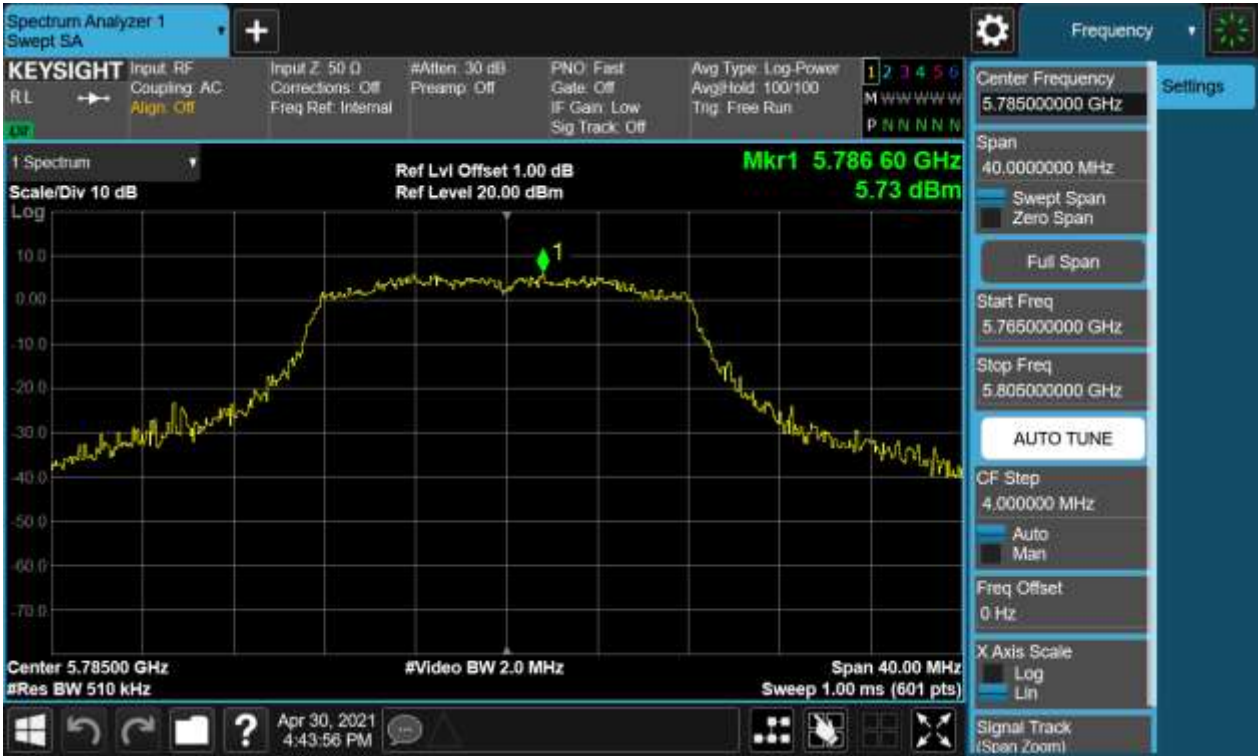 Spectrum Analyzer 1
Swept SA
Frequency
KEYSIGHT
RL
Input: RF
Coupling: AC
Align: Off
Input Z: 50 Ω
Corrections: Off
Freq Ref: Internal
#Atten: 30 dB
Preamp: Off
PNO: Fast
Gate: Off
IF Gain: Low
Sig Track: Off
Avg Type: Log-Power
Avg|Hold: 100/100
Trig: Free Run
1 2 3 4 5 6
M W W W W W
P N N N N N
Center Frequency
5.785000000 GHz
Settings
Span
40.0000000 MHz
Swept Span
Zero Span
Full Span
Start Freq
5.765000000 GHz
Stop Freq
5.805000000 GHz
AUTO TUNE
CF Step
4.000000 MHz
Auto
Man
Freq Offset
0 Hz
X Axis Scale
Log
Lin
Signal Track
(Span Zoom)
1 Spectrum
Scale/Div 10 dB
Ref Lvl Offset 1.00 dB
Ref Level 20.00 dBm
Mkr1 5.786 60 GHz
5.73 dBm
Log
1
10.0
0.00
-10.0
-20.0
-30.0
-40.0
-50.0
-60.0
-70.0
Center 5.78500 GHz
#Video BW 2.0 MHz
Span 40.00 MHz
#Res BW 510 kHz
Sweep 1.00 ms (601 pts)
?
Apr 30, 2021
4:43:56 PM